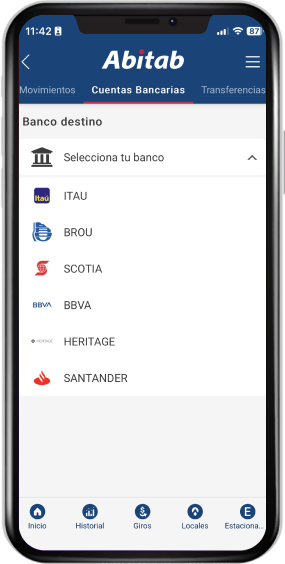 11:42
87
Abitab
Movimientos Cuentas Bancarias Transferencias
Banco destino
Selecciona tu banco
Itaú ITAU
BROU
SCOTIA
BBVA BBVA
HERITAGE HERITAGE
SANTANDER
Inicio Historial Giros Locales E Estaciona...